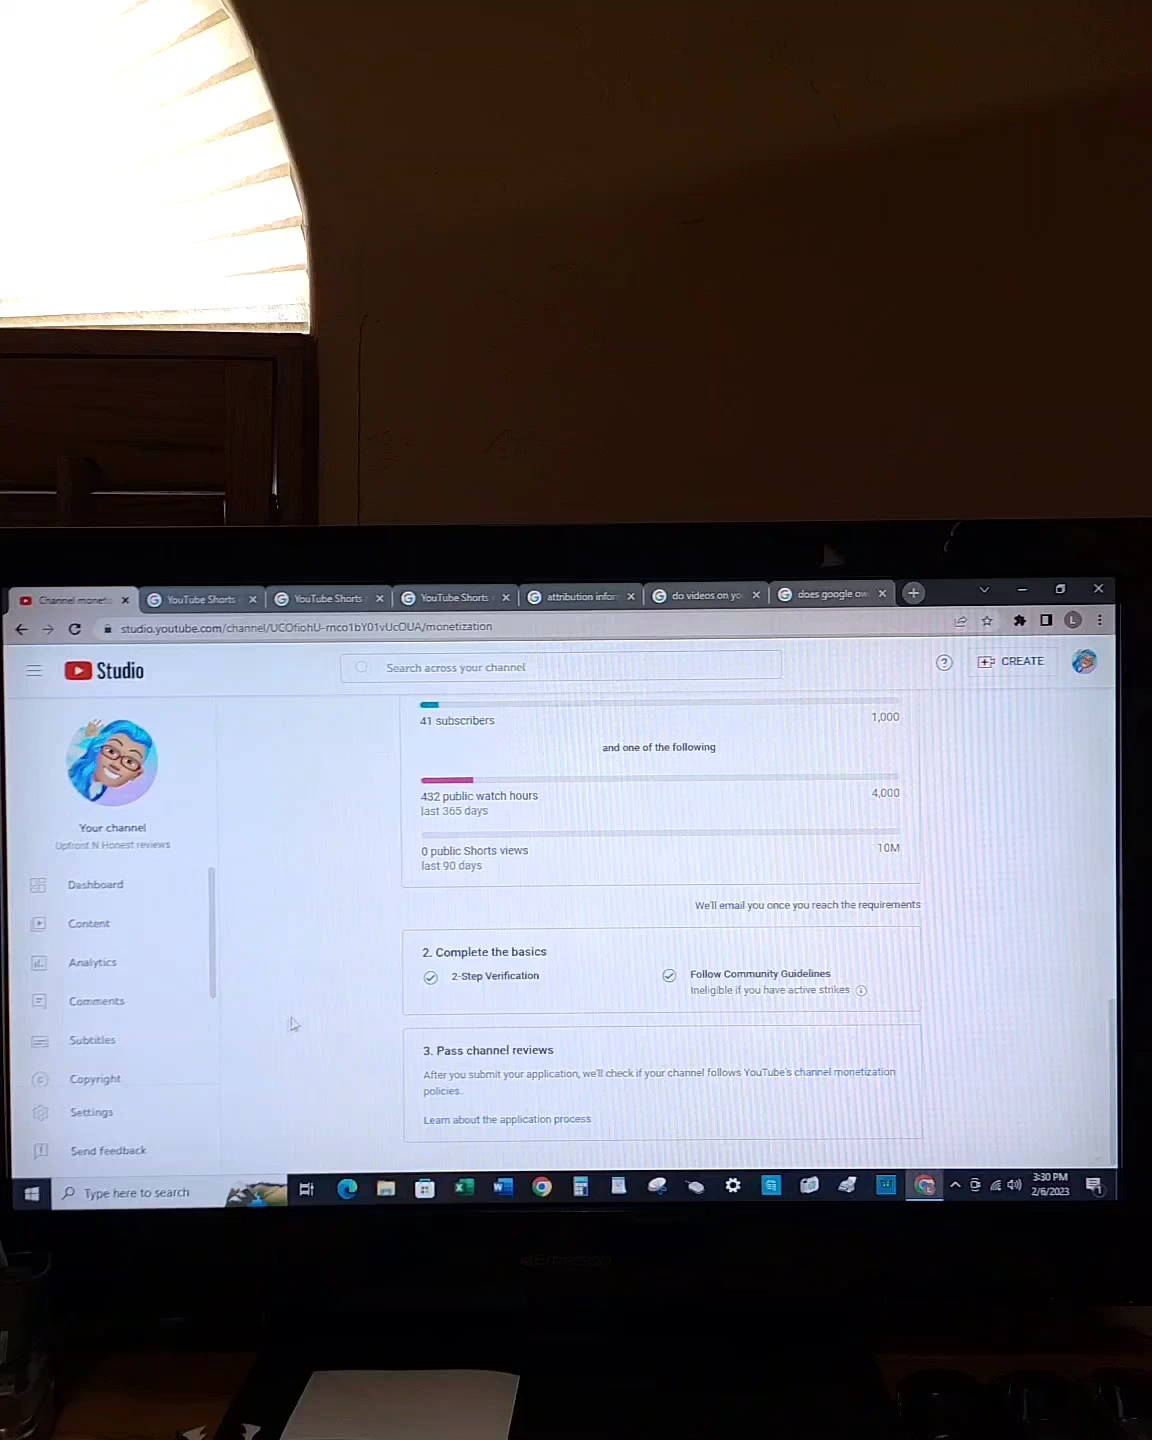 Channel moneti
YouTube Shorts
YouTube Shorts
YouTube Shorts
attribution infor
do videos on yo
does google ow
studio.youtube.com/channel/UCOfiohU-mco1bY01vUcOUA/monetization
L
Studio
Search across your channel
CREATE
41 subscribers
1,000
and one of the following
432 public watch hours
4,000
last 365 days
0 public Shorts views
10M
last 90 days
We'll email you once you reach the requirements
2. Complete the basics
2-Step Verification
Follow Community Guidelines
Ineligible if you have active strikes
3. Pass channel reviews
After you submit your application, we'll check if your channel follows YouTube's channel monetization
policies.
Learn about the application process
Your channel
Upfront N Honest reviews
Dashboard
Content
Analytics
Comments
Subtitles
Copyright
Settings
Send feedback
Type here to search
3:30 PM
2/6/2023